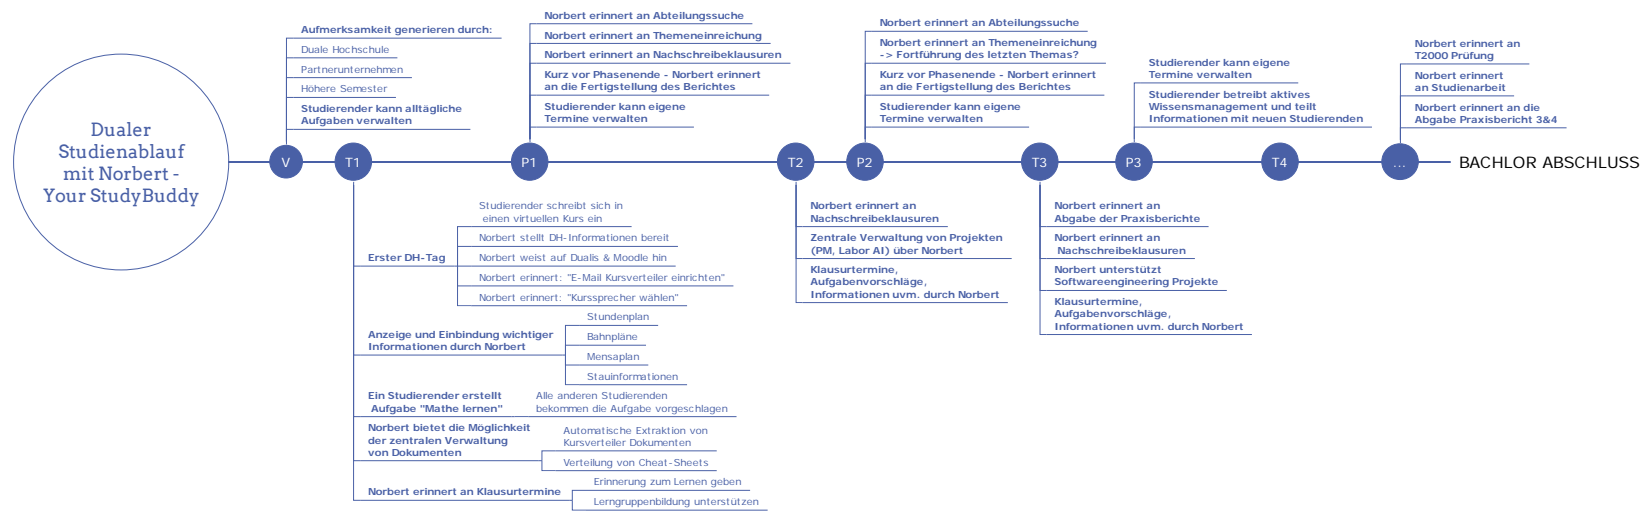 Dualer
Studienablauf
mit Norbert -
Your StudyBuddy
V
Aufmerksamkeit generieren durch:
Duale Hochschule
Partnerunternehmen
Höhere Semester
Studierender kann alltägliche
Aufgaben verwalten
T1
Erster DH-Tag
Studierender schreibt sich in
einen virtuellen Kurs ein
Norbert stellt DH-Informationen bereit
Norbert weist auf Dualis & Moodle hin
Norbert erinnert: "E-Mail Kursverteiler einrichten"
Norbert erinnert: "Kurssprecher wählen"
Anzeige und Einbindung wichtiger
Informationen durch Norbert
Stundenplan
Bahnpläne
Mensaplan
Stauinformationen
Ein Studierender erstellt
Aufgabe "Mathe lernen"
Alle anderen Studierenden
bekommen die Aufgabe vorgeschlagen
Norbert bietet die Möglichkeit
der zentralen Verwaltung
von Dokumenten
Automatische Extraktion von
Kursverteiler Dokumenten
Verteilung von Cheat-Sheets
Norbert erinnert an Klausurtermine
Erinnerung zum Lernen geben
Lerngruppenbildung unterstützen
P1
Norbert erinnert an Abteilungssuche
Norbert erinnert an Themeneinreichung
Norbert erinnert an Nachschreibeklausuren
Kurz vor Phasenende - Norbert erinnert
an die Fertigstellung des Berichtes
Studierender kann eigene
Termine verwalten
T2
Norbert erinnert an
Nachschreibeklausuren
Zentrale Verwaltung von Projekten
(PM, Labor AI) über Norbert
Klausurtermine,
Aufgabenvorschläge,
Informationen uvm. durch Norbert
P2
Norbert erinnert an Abteilungssuche
Norbert erinnert an Themeneinreichung
-> Fortführung des letzten Themas?
Kurz vor Phasenende - Norbert erinnert
an die Fertigstellung des Berichtes
Studierender kann eigene
Termine verwalten
T3
Norbert erinnert an
Abgabe der Praxisberichte
Norbert erinnert an
Nachschreibeklausuren
Norbert unterstützt
Softwareengineering Projekte
Klausurtermine,
Aufgabenvorschläge,
Informationen uvm. durch Norbert
P3
Studierender kann eigene
Termine verwalten
Studierender betreibt aktives
Wissensmanagement und teilt
Informationen mit neuen Studierenden
T4
...
Norbert erinnert an
T2000 Prüfung
Norbert erinnert
an Studienarbeit
Norbert erinnert an die
Abgabe Praxisbericht 3&4
BACHLOR ABSCHLUSS